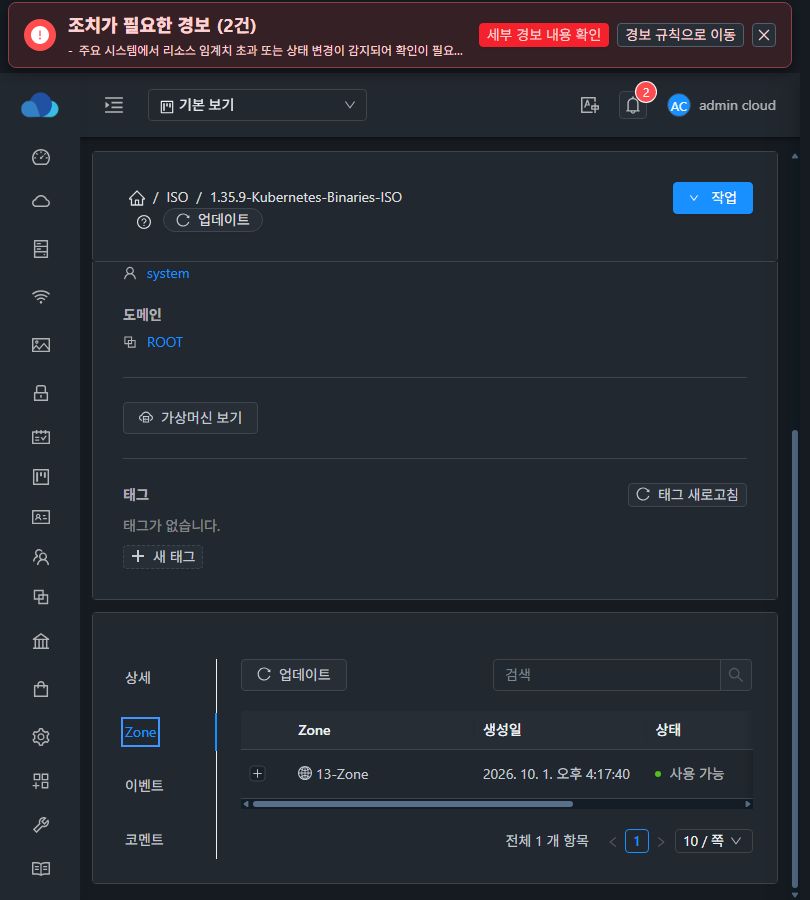 조치가 필요한 경보 (2건)
- 주요 시스템에서 리소스 임계치 초과 또는 상태 변경이 감지되어 확인이 필요...
세부 경보 내용 확인
경보 규칙으로 이동
기본 보기
2
AC
admin cloud
/ ISO / 1.35.9-Kubernetes-Binaries-ISO
업데이트
작업
system
도메인
ROOT
가상머신 보기
태그
태그 새로고침
태그가 없습니다.
새 태그
상세
Zone
이벤트
코멘트
업데이트
검색
Zone 생성일 상태
13-Zone 2026. 10. 1. 오후 4:17:40 사용 가능
전체 1 개 항목
1
10 / 쪽